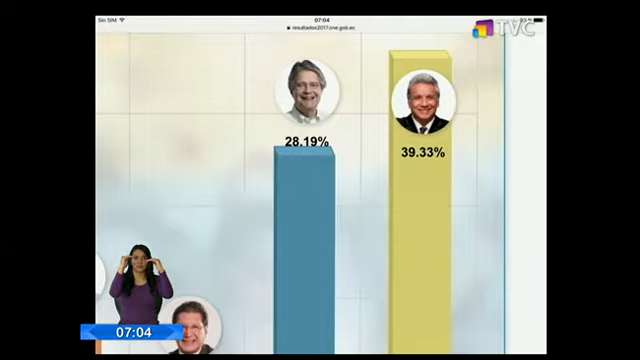 Sin SIM
07:04
resultados2017.cne.gob.ec
TVC
28.19%
39.33%
07:04